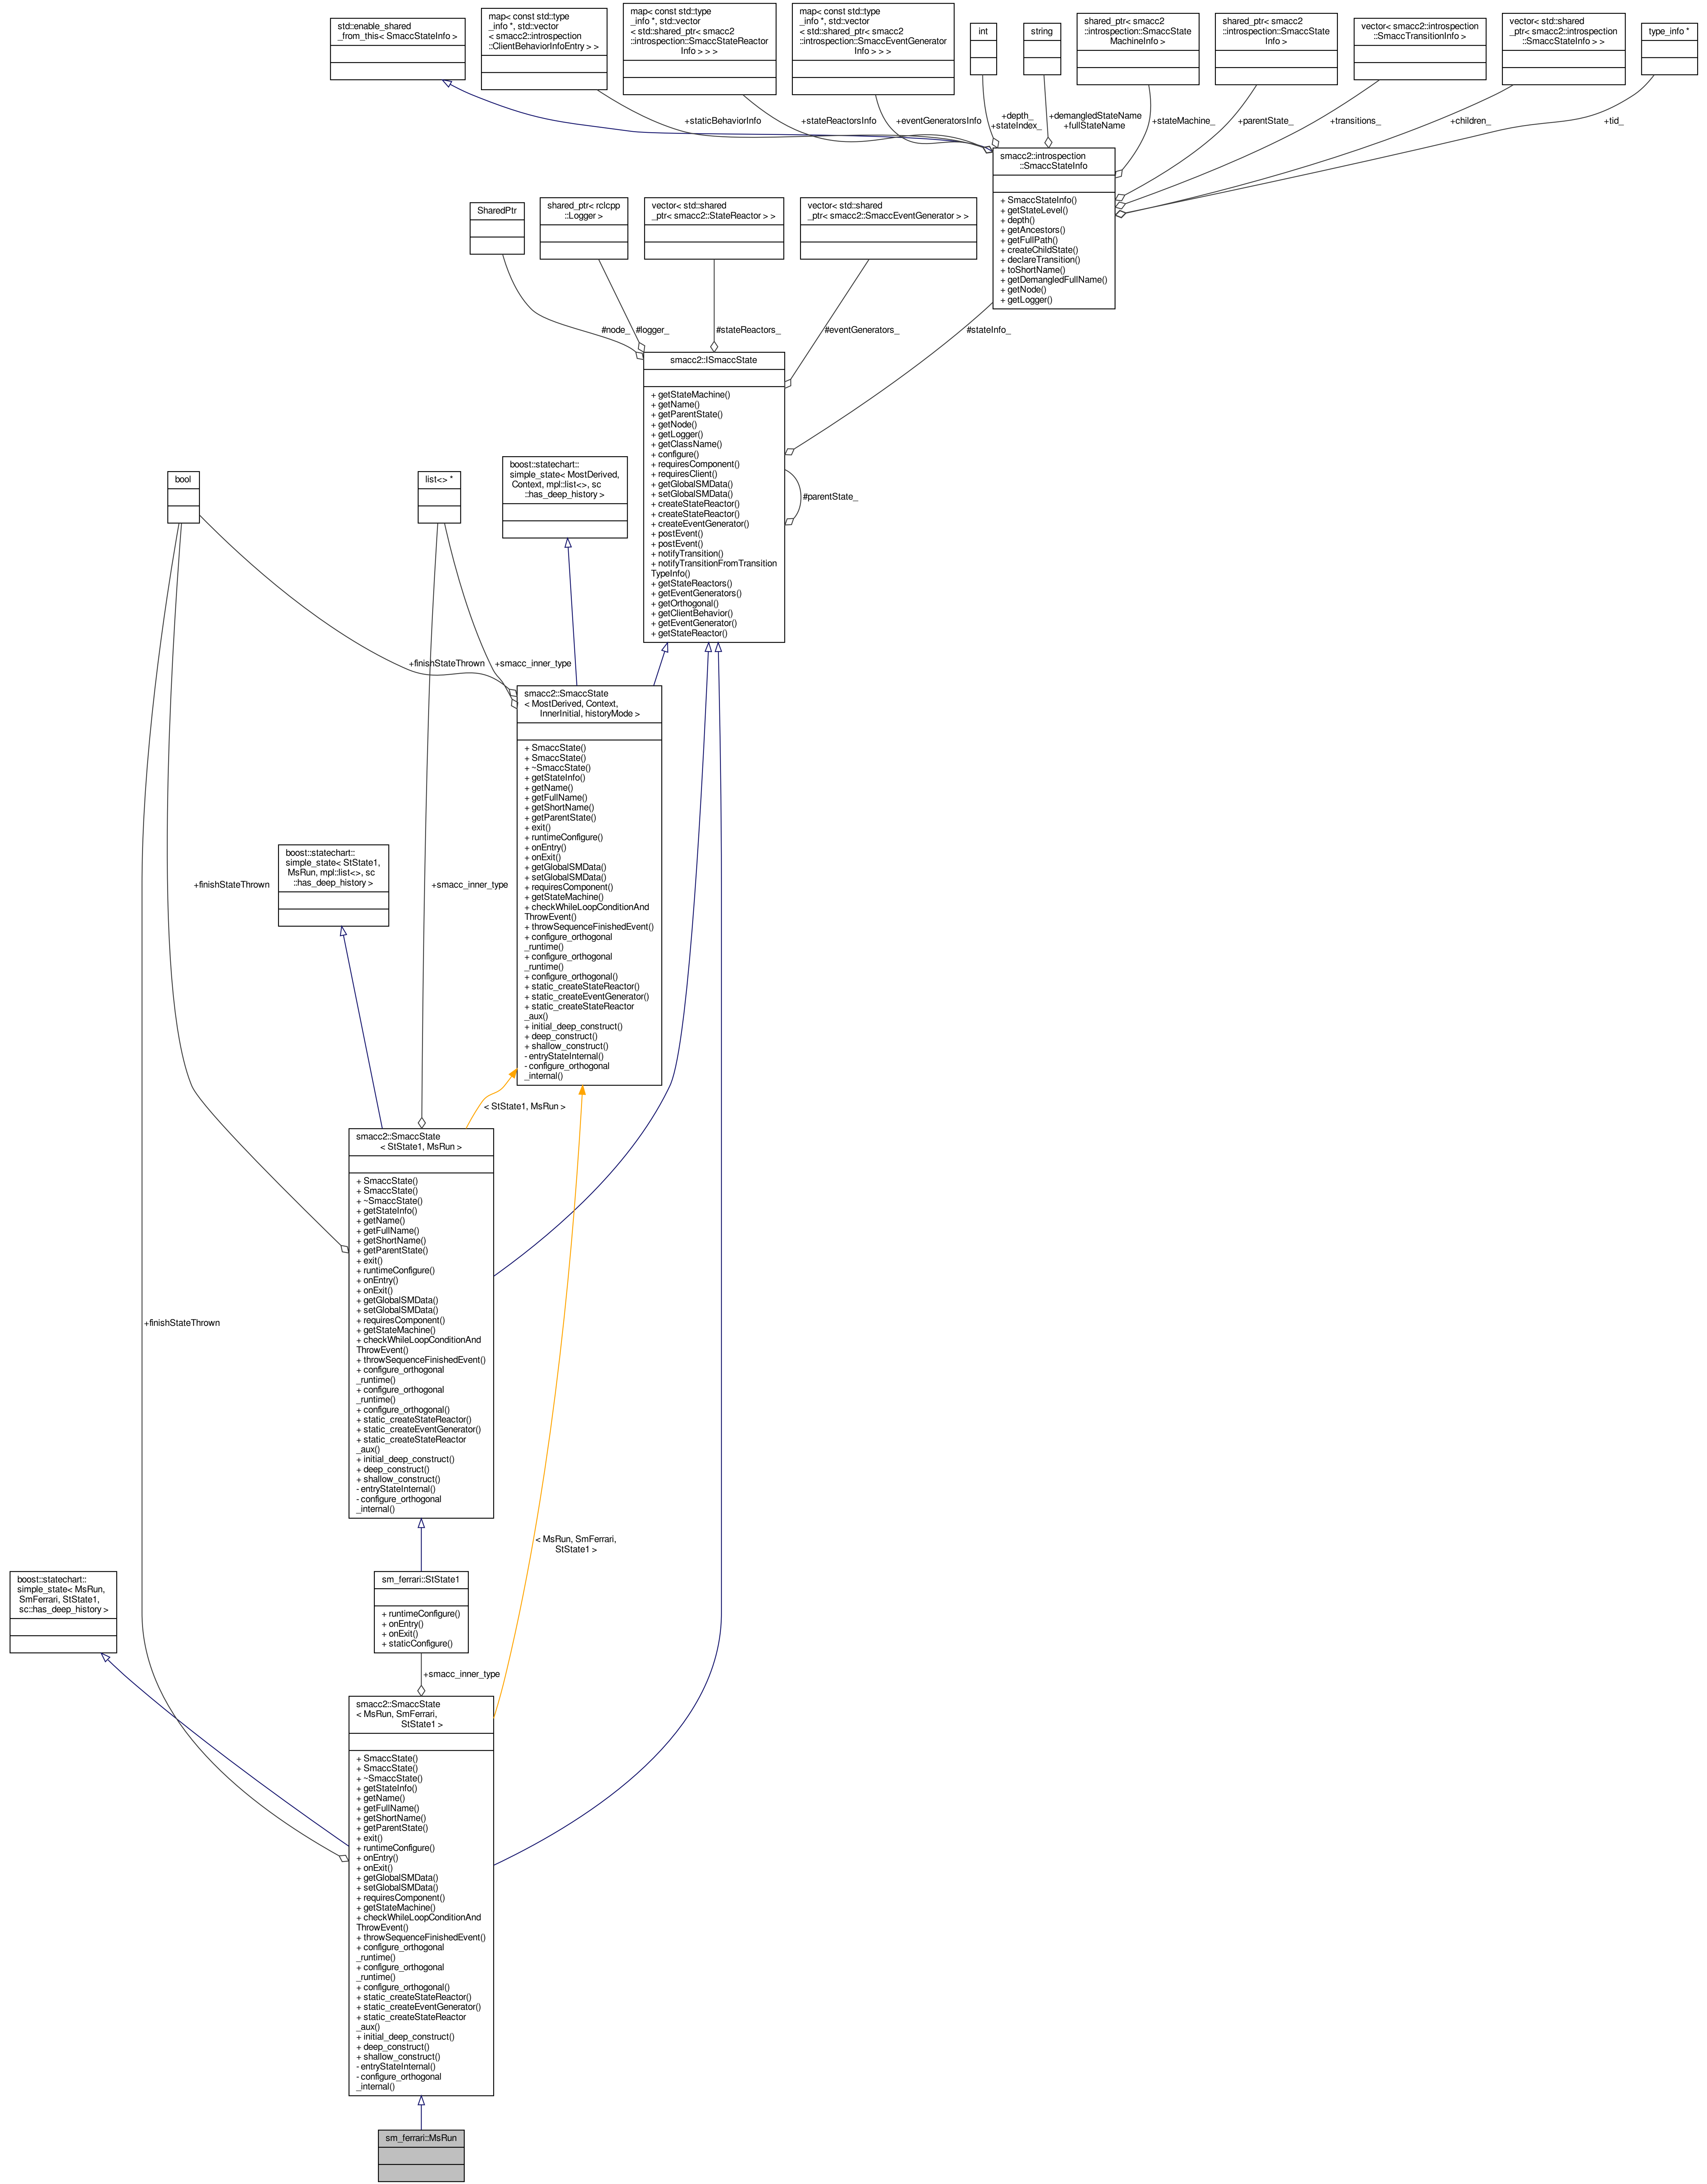 std::enable_shared
_from_this< SmaccStateInfo >
map< const std::type
_info *, std::vector
< smacc2::introspection
::ClientBehaviorInfoEntry > >
map< const std::type
_info *, std::vector
< std::shared_ptr< smacc2
::introspection::SmaccStateReactor
Info > > >
map< const std::type
_info *, std::vector
< std::shared_ptr< smacc2
::introspection::SmaccEventGenerator
Info > > >
int
string
shared_ptr< smacc2
::introspection::SmaccState
MachineInfo >
shared_ptr< smacc2
::introspection::SmaccState
Info >
vector< smacc2::introspection
::SmaccTransitionInfo >
vector< std::shared
_ptr< smacc2::introspection
::SmaccStateInfo > >
type_info *
+staticBehaviorInfo
+stateReactorsInfo
+eventGeneratorsInfo
+depth_
+stateIndex_
+demangledStateName
+fullStateName
+stateMachine_
+parentState_
+transitions_
+children_
+tid_
smacc2::introspection
::SmaccStateInfo
+ SmaccStateInfo()
+ getStateLevel()
+ depth()
+ getAncestors()
+ getFullPath()
+ createChildState()
+ declareTransition()
+ toShortName()
+ getDemangledFullName()
+ getNode()
+ getLogger()
SharedPtr
shared_ptr< rclcpp
::Logger >
vector< std::shared
_ptr< smacc2::StateReactor > >
vector< std::shared
_ptr< smacc2::SmaccEventGenerator > >
#node_
#logger_
#stateReactors_
#eventGenerators_
#stateInfo_
smacc2::ISmaccState
+ getStateMachine()
+ getName()
+ getParentState()
+ getNode()
+ getLogger()
+ getClassName()
+ configure()
+ requiresComponent()
+ requiresClient()
+ getGlobalSMData()
+ setGlobalSMData()
+ createStateReactor()
+ createStateReactor()
+ createEventGenerator()
+ postEvent()
+ postEvent()
+ notifyTransition()
+ notifyTransitionFromTransition
TypeInfo()
+ getStateReactors()
+ getEventGenerators()
+ getOrthogonal()
+ getClientBehavior()
+ getEventGenerator()
+ getStateReactor()
#parentState_
bool
list<> *
boost::statechart::
simple_state< MostDerived,
Context, mpl::list<>, sc
::has_deep_history >
+finishStateThrown
+smacc_inner_type
smacc2::SmaccState
< MostDerived, Context,
InnerInitial, historyMode >
+ SmaccState()
+ SmaccState()
+ ~SmaccState()
+ getStateInfo()
+ getName()
+ getFullName()
+ getShortName()
+ getParentState()
+ exit()
+ runtimeConfigure()
+ onEntry()
+ onExit()
+ getGlobalSMData()
+ setGlobalSMData()
+ requiresComponent()
+ getStateMachine()
+ checkWhileLoopConditionAnd
ThrowEvent()
+ throwSequenceFinishedEvent()
+ configure_orthogonal
_runtime()
+ configure_orthogonal
_runtime()
+ configure_orthogonal()
+ static_createStateReactor()
+ static_createEventGenerator()
+ static_createStateReactor
_aux()
+ initial_deep_construct()
+ deep_construct()
+ shallow_construct()
- entryStateInternal()
- configure_orthogonal
_internal()
boost::statechart::
simple_state< StState1,
MsRun, mpl::list<>, sc
::has_deep_history >
+finishStateThrown
+smacc_inner_type
< StState1, MsRun >
smacc2::SmaccState
< StState1, MsRun >
+ SmaccState()
+ SmaccState()
+ ~SmaccState()
+ getStateInfo()
+ getName()
+ getFullName()
+ getShortName()
+ getParentState()
+ exit()
+ runtimeConfigure()
+ onEntry()
+ onExit()
+ getGlobalSMData()
+ setGlobalSMData()
+ requiresComponent()
+ getStateMachine()
+ checkWhileLoopConditionAnd
ThrowEvent()
+ throwSequenceFinishedEvent()
+ configure_orthogonal
_runtime()
+ configure_orthogonal
_runtime()
+ configure_orthogonal()
+ static_createStateReactor()
+ static_createEventGenerator()
+ static_createStateReactor
_aux()
+ initial_deep_construct()
+ deep_construct()
+ shallow_construct()
- entryStateInternal()
- configure_orthogonal
_internal()
+finishStateThrown
< MsRun, SmFerrari,
StState1 >
boost::statechart::
simple_state< MsRun,
SmFerrari, StState1,
sc::has_deep_history >
sm_ferrari::StState1
+ runtimeConfigure()
+ onEntry()
+ onExit()
+ staticConfigure()
+smacc_inner_type
smacc2::SmaccState
< MsRun, SmFerrari,
StState1 >
+ SmaccState()
+ SmaccState()
+ ~SmaccState()
+ getStateInfo()
+ getName()
+ getFullName()
+ getShortName()
+ getParentState()
+ exit()
+ runtimeConfigure()
+ onEntry()
+ onExit()
+ getGlobalSMData()
+ setGlobalSMData()
+ requiresComponent()
+ getStateMachine()
+ checkWhileLoopConditionAnd
ThrowEvent()
+ throwSequenceFinishedEvent()
+ configure_orthogonal
_runtime()
+ configure_orthogonal
_runtime()
+ configure_orthogonal()
+ static_createStateReactor()
+ static_createEventGenerator()
+ static_createStateReactor
_aux()
+ initial_deep_construct()
+ deep_construct()
+ shallow_construct()
- entryStateInternal()
- configure_orthogonal
_internal()
sm_ferrari::MsRun